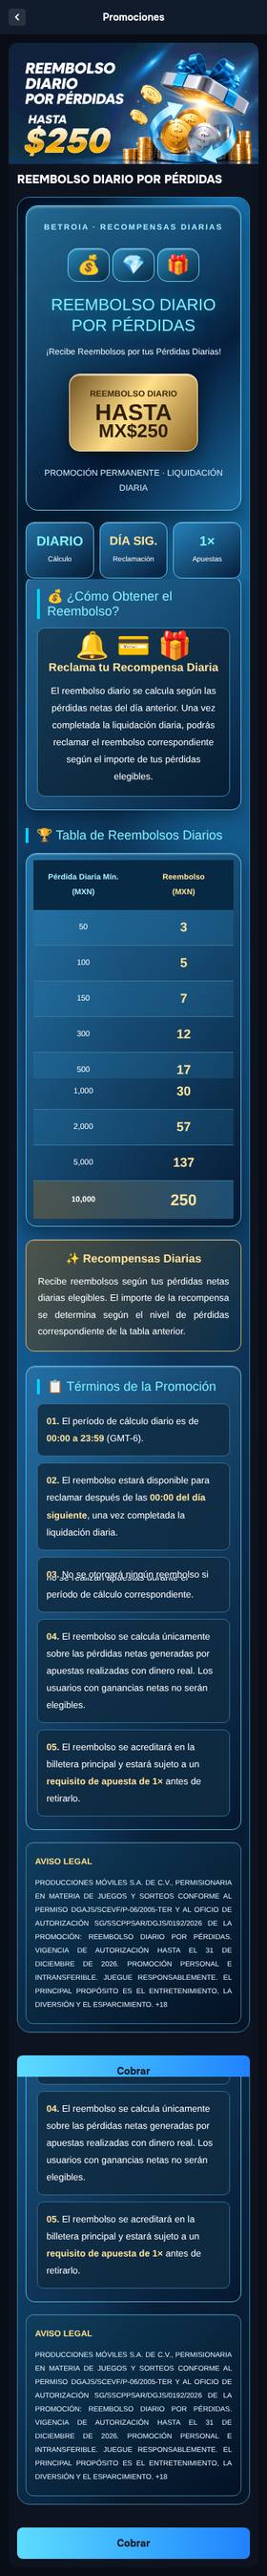 Promociones
REEMBOLSO
DIARIO
POR PÉRDIDAS
HASTA
$250
REEMBOLSO DIARIO POR PÉRDIDAS
BETROIA · RECOMPENSAS DIARIAS
REEMBOLSO DIARIO
POR PÉRDIDAS
¡Recibe Reembolsos por tus Pérdidas Diarias!
REEMBOLSO DIARIO
HASTA
MX$250
PROMOCIÓN PERMANENTE · LIQUIDACIÓN
DIARIA
DIARIO
Cálculo
DÍA SIG.
Reclamación
1×
Apuestas
¿Cómo Obtener el
Reembolso?
Reclama tu Recompensa Diaria
El reembolso diario se calcula según las
pérdidas netas del día anterior. Una vez
completada la liquidación diaria, podrás
reclamar el reembolso correspondiente
según el importe de tus pérdidas
elegibles.
Tabla de Reembolsos Diarios
Pérdida Diaria Mín. Reembolso
(MXN) (MXN)
50 3
100 5
150 7
300 12
500 17
1,000 30
2,000 57
5,000 137
10,000 250
✨ Recompensas Diarias
Recibe reembolsos según tus pérdidas netas
diarias elegibles. El importe de la recompensa
se determina según el nivel de pérdidas
correspondiente de la tabla anterior.
Términos de la Promoción
01. El período de cálculo diario es de
00:00 a 23:59 (GMT-6).
02. El reembolso estará disponible para
reclamar después de las 00:00 del día
siguiente, una vez completada la
liquidación diaria.
03. No se otorgará ningún reembolso si
no se realizan apuestas durante el
período de cálculo correspondiente.
04. El reembolso se calcula únicamente
sobre las pérdidas netas generadas por
apuestas realizadas con dinero real. Los
usuarios con ganancias netas no serán
elegibles.
05. El reembolso se acreditará en la
billetera principal y estará sujeto a un
requisito de apuesta de 1× antes de
retirarlo.
AVISO LEGAL
PRODUCCIONES MÓVILES S.A. DE C.V., PERMISIONARIA
EN MATERIA DE JUEGOS Y SORTEOS CONFORME AL
PERMISO DGAJS/SCEVF/P-06/2005-TER Y AL OFICIO DE
AUTORIZACIÓN SG/SSCPPSAR/DGJS/0192/2026 DE LA
PROMOCIÓN: REEMBOLSO DIARIO POR PÉRDIDAS.
VIGENCIA DE AUTORIZACIÓN HASTA EL 31 DE
DICIEMBRE DE 2026. PROMOCIÓN PERSONAL E
INTRANSFERIBLE. JUEGUE RESPONSABLEMENTE. EL
PRINCIPAL PROPÓSITO ES EL ENTRETENIMIENTO, LA
DIVERSIÓN Y EL ESPARCIMIENTO. +18
Cobrar
04. El reembolso se calcula únicamente
sobre las pérdidas netas generadas por
apuestas realizadas con dinero real. Los
usuarios con ganancias netas no serán
elegibles.
05. El reembolso se acreditará en la
billetera principal y estará sujeto a un
requisito de apuesta de 1× antes de
retirarlo.
AVISO LEGAL
PRODUCCIONES MÓVILES S.A. DE C.V., PERMISIONARIA
EN MATERIA DE JUEGOS Y SORTEOS CONFORME AL
PERMISO DGAJS/SCEVF/P-06/2005-TER Y AL OFICIO DE
AUTORIZACIÓN SG/SSCPPSAR/DGJS/0192/2026 DE LA
PROMOCIÓN: REEMBOLSO DIARIO POR PÉRDIDAS.
VIGENCIA DE AUTORIZACIÓN HASTA EL 31 DE
DICIEMBRE DE 2026. PROMOCIÓN PERSONAL E
INTRANSFERIBLE. JUEGUE RESPONSABLEMENTE. EL
PRINCIPAL PROPÓSITO ES EL ENTRETENIMIENTO, LA
DIVERSIÓN Y EL ESPARCIMIENTO. +18
Cobrar